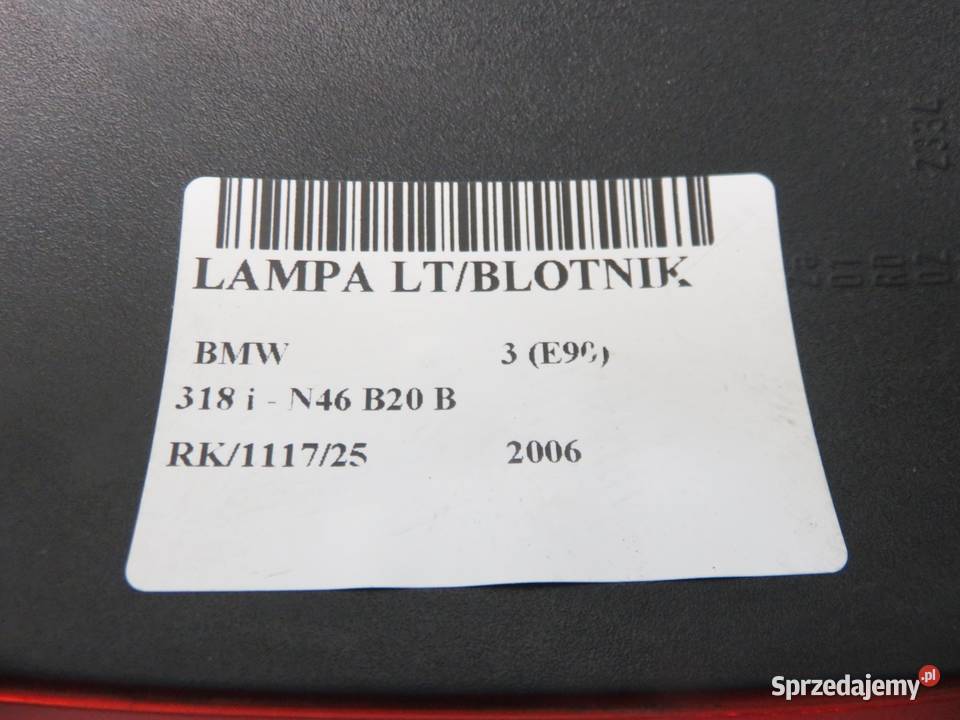 LAMPA LT/BLOTNIK
BMW 3 (E90)
318 i - N46 B20 B
RK/1117/25 2006
Sprzedajemy.pl